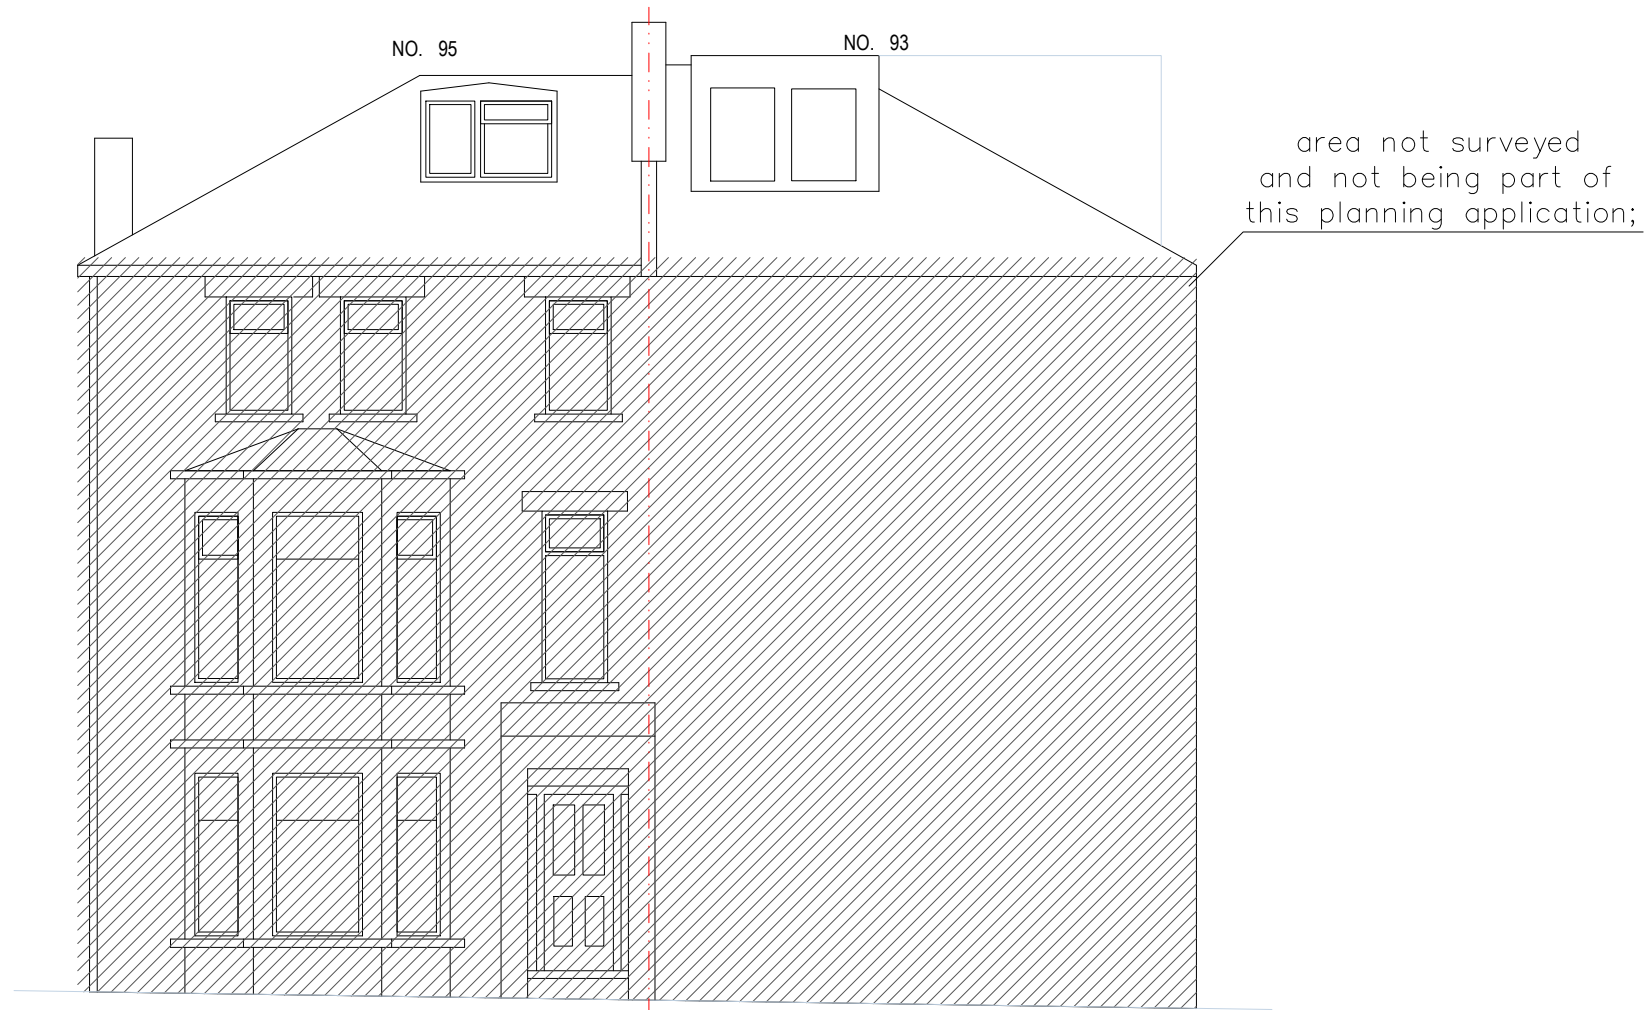 NO. 95
NO. 93
area not surveyed
and not being part of
this planning application;